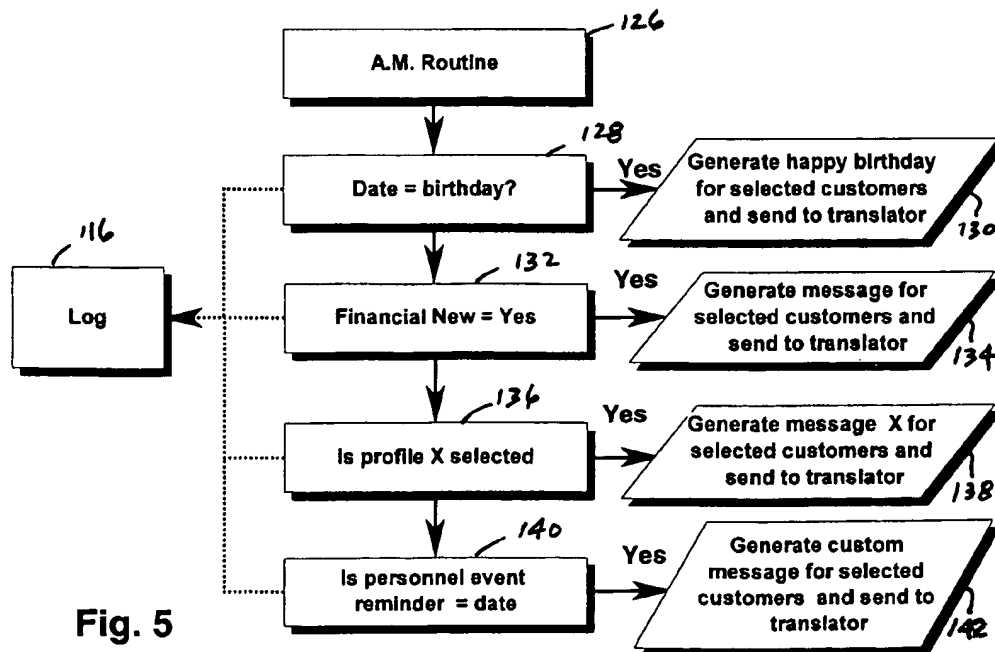 126
A.M. Routine
128
Date = birthday?
Yes
Generate happy birthday
for selected customers
and send to translator
130
116
Log
132
Financial New = Yes
Yes
Generate message for
selected customers and
send to translator
134
136
Is profile X selected
Yes
Generate message X for
selected customers and
send to translator
138
140
Is personnel event
reminder = date
Yes
Generate custom
message for selected
customers and send to
translator
142
Fig. 5